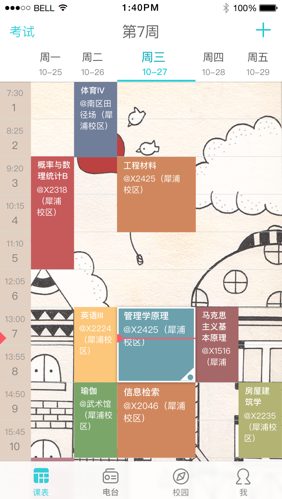 BELL 1:40PM 100%
考试 第7周
周一 周二 周三 周四 周五
10-25 10-26 10-27 10-28 10-29
7:30
1
8:25
2
9:20
3
10:15
4
11:10
5
12:05
6
13:00
7
13:55
8
14:50
9
15:45
10
体育Ⅳ
@南区田
径场（犀
浦校区）
概率与数
理统计B
@X2318
（犀浦
校区）
工程材料
@X2425（犀浦
校区）
英语III
@X2224
（犀浦校
区）
管理学原理
@X2425（犀浦
校区）
马克思
主义基
本原理
@X1516
（犀浦
瑜伽
@武术馆
（犀浦校
区）
信息检索
@X2046（犀浦
校区）
房屋建
筑学
@X2235
（犀浦
校区）
课表 电台 校园 我